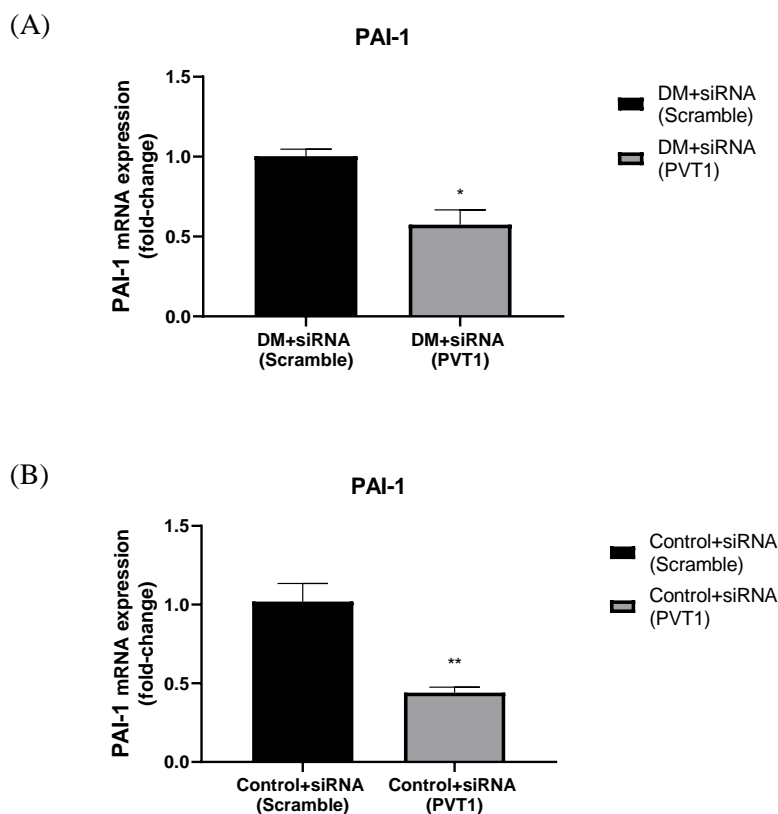 (A)
PAI-1
PAI-1 mRNA expression
(fold-change)
1.5
1.0
0.5
0.0
*
DM+siRNA
(Scramble)
DM+siRNA
(PVT1)
DM+siRNA
(Scramble)
DM+siRNA
(PVT1)
(B)
PAI-1
PAI-1 mRNA expression
(fold-change)
1.5
1.0
0.5
0.0
**
Control+siRNA
(Scramble)
Control+siRNA
(PVT1)
Control+siRNA
(Scramble)
Control+siRNA
(PVT1)